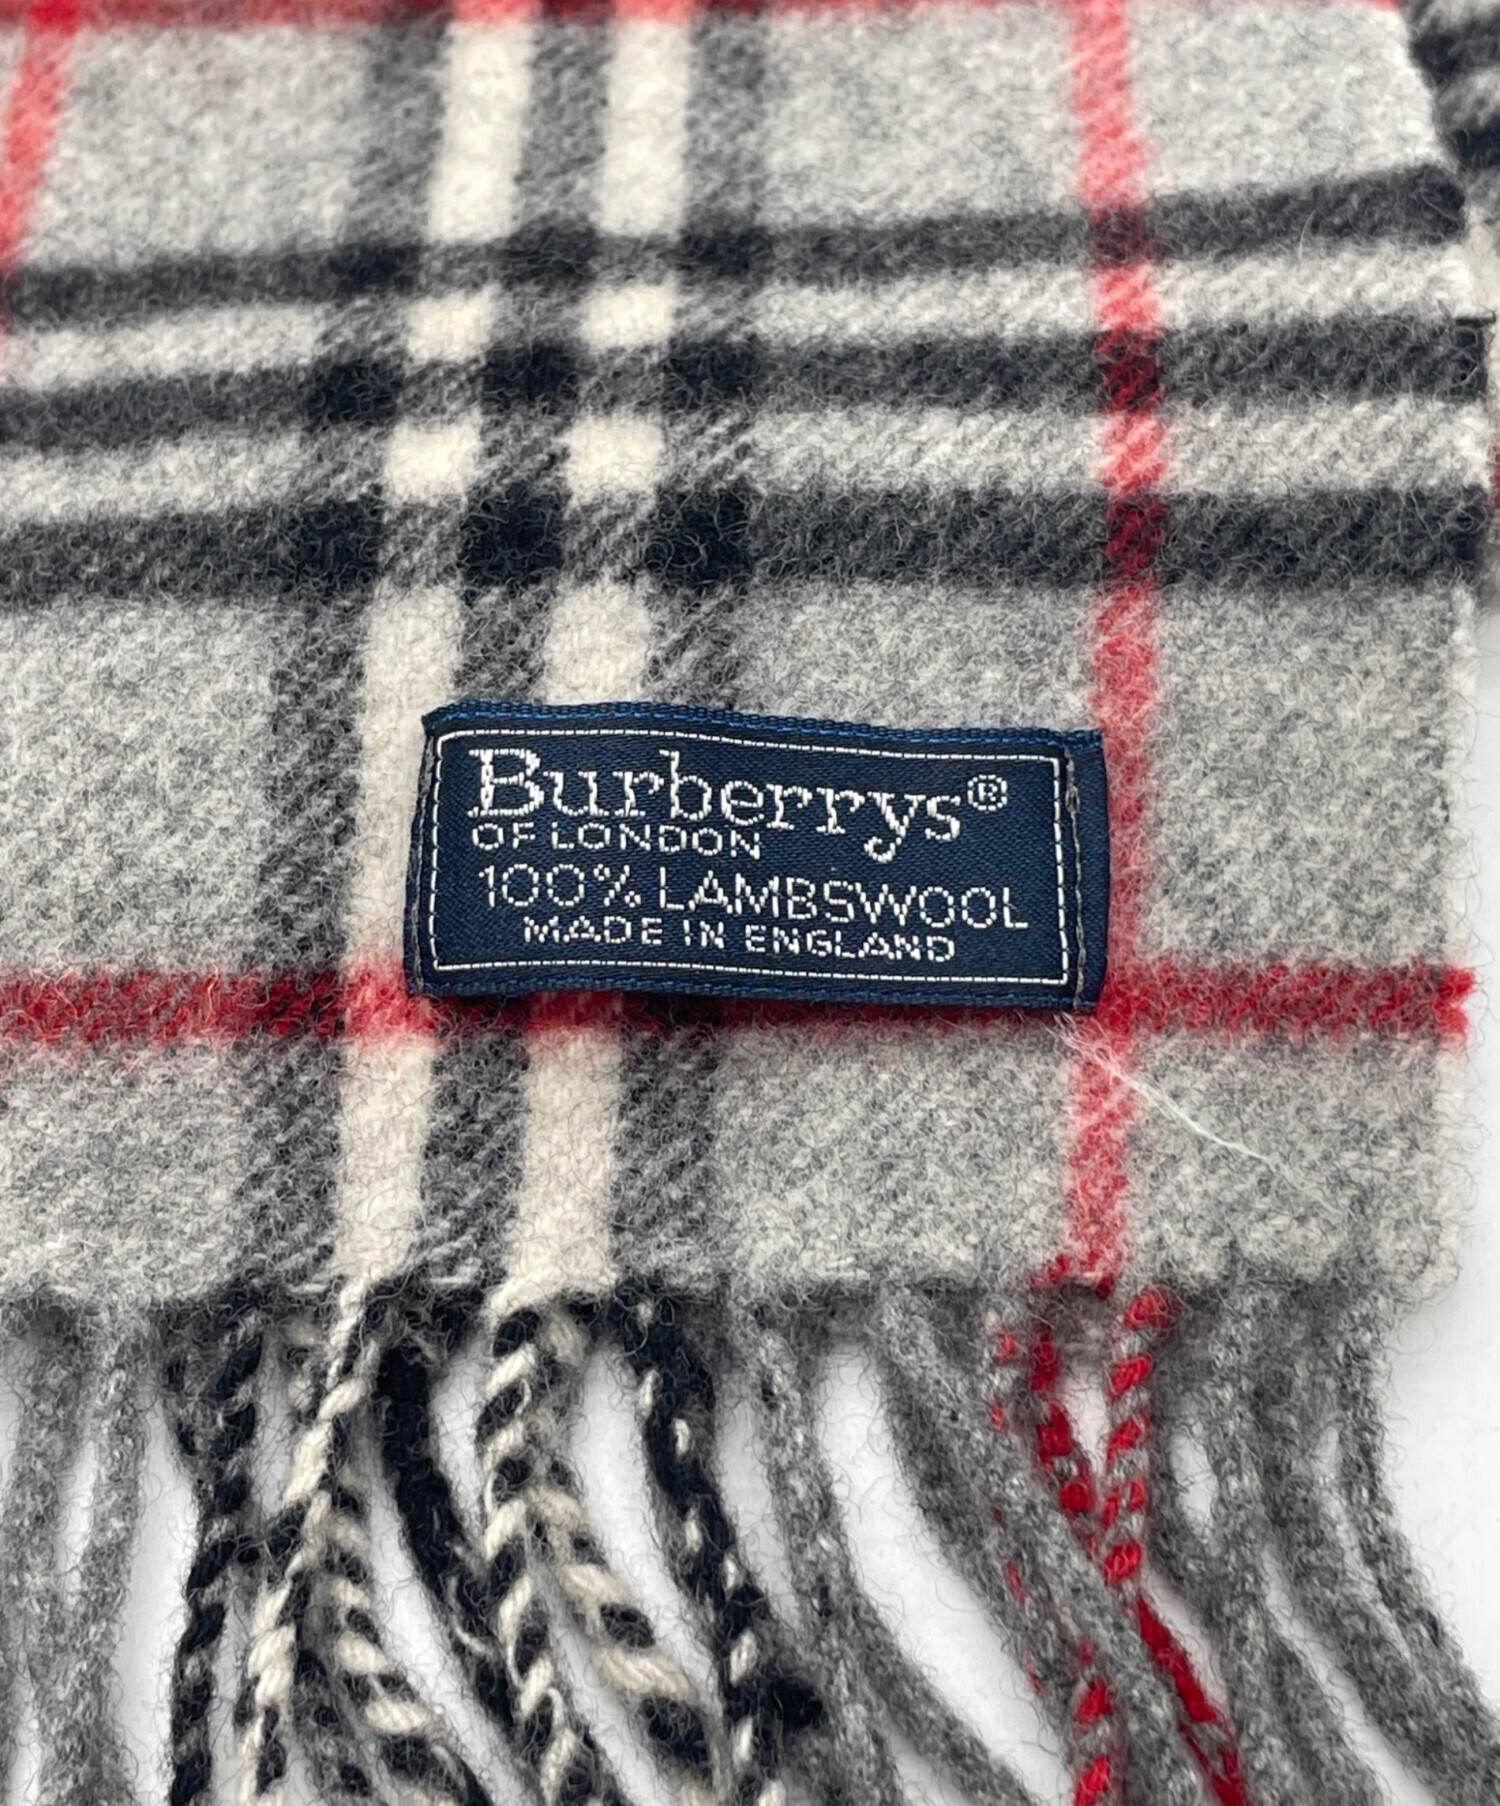 Burberrys®
OF LONDON
100% LAMBSWOOL
MADE IN ENGLAND